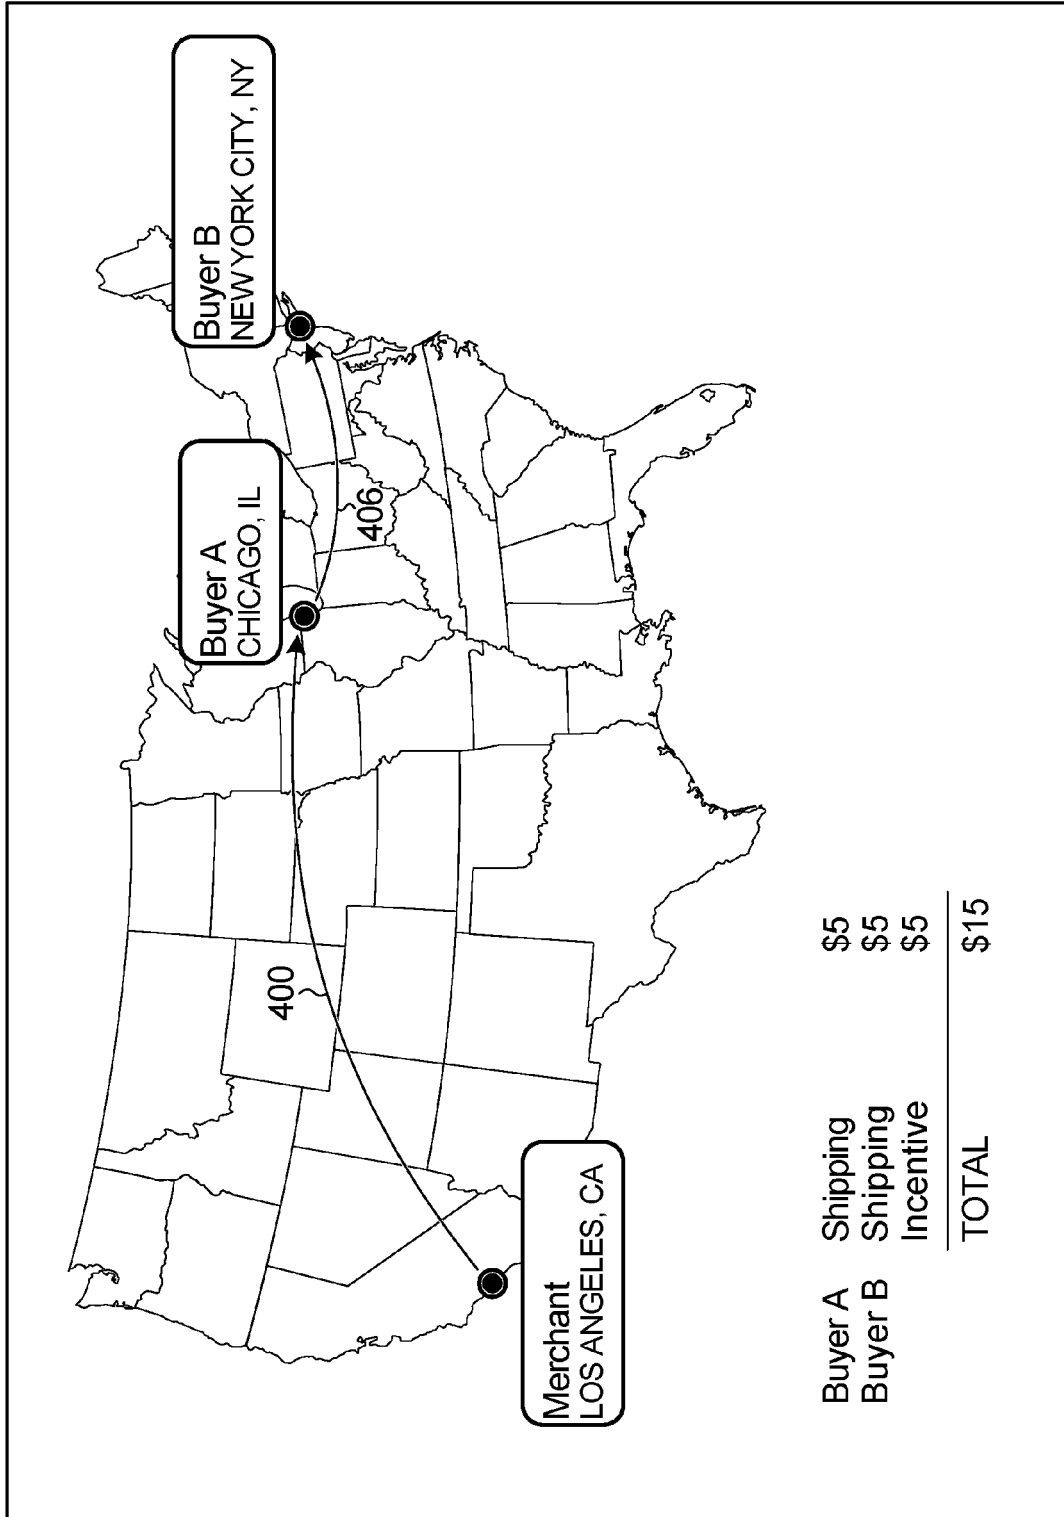 Buyer B
NEW YORK CITY, NY
Buyer A
CHICAGO, IL
406
400
Merchant
LOS ANGELES, CA
Buyer A Shipping $5
Buyer B Shipping $5
Incentive $5
TOTAL $15